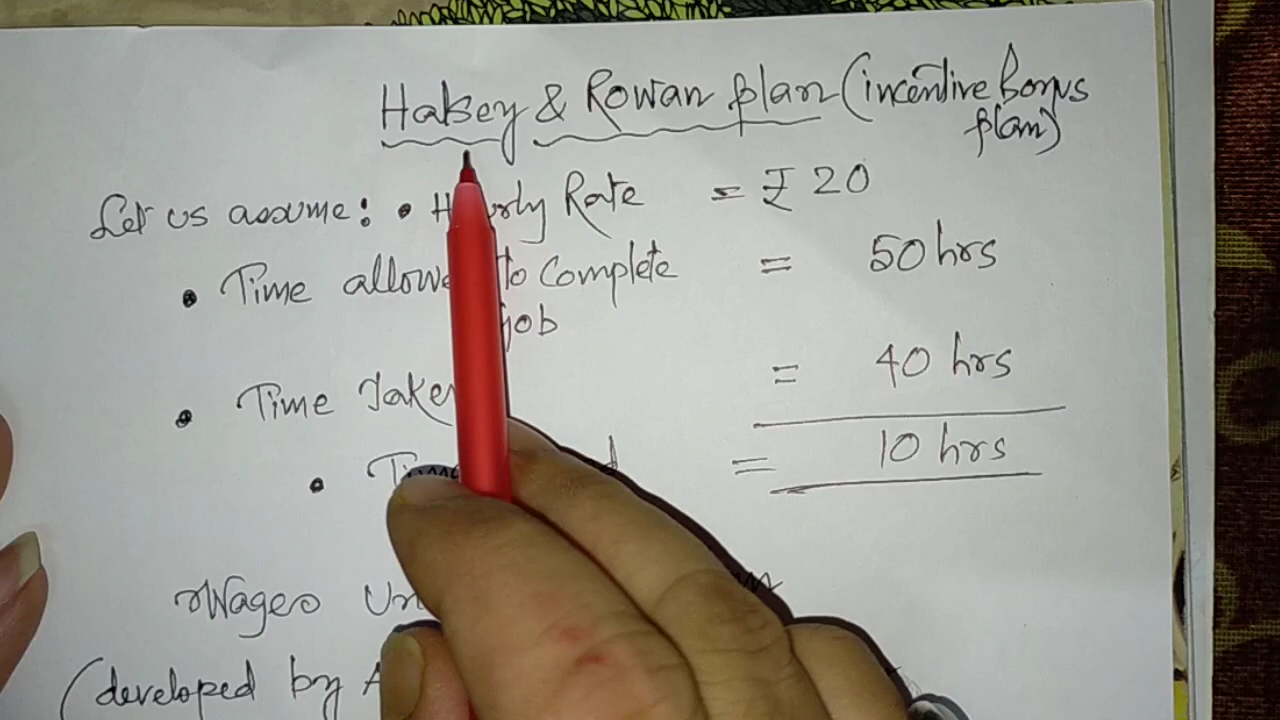 Halsey & Rowan plan (incentive Bonus
plan)
Let us assume: • Hourly Rate = ₹ 20
• Time allowed to Complete = 50 hrs
job
• Time Taken = 40 hrs
• Time = 10 hrs
Wages
(developed by